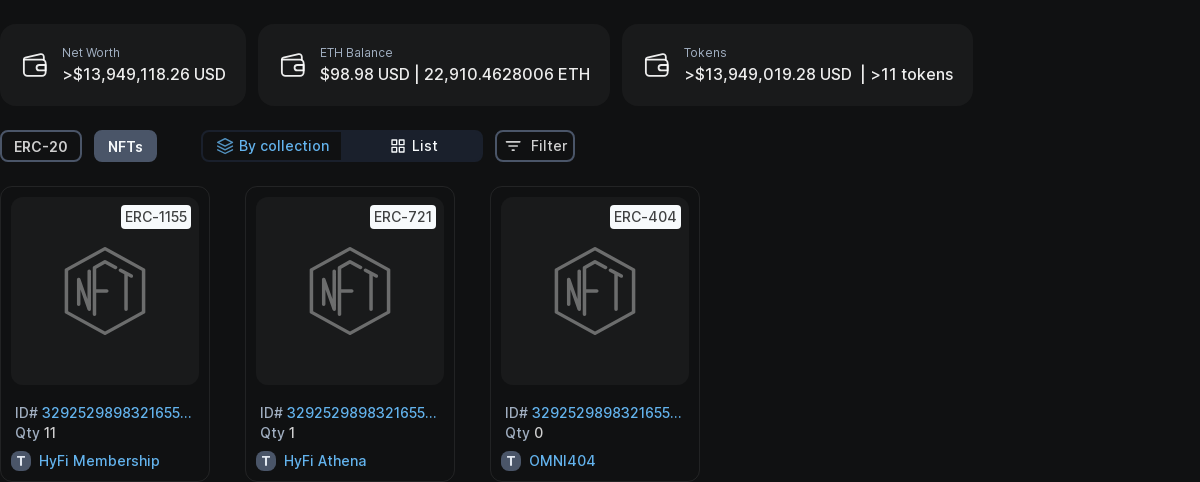 Net Worth
>$13,949,118.26 USD
ETH Balance
$98.98 USD | 22,910.4628006 ETH
Tokens
>$13,949,019.28 USD | >11 tokens
ERC-20
NFTs
By collection
List
Filter
ERC-1155
NFT
ID# 3292529898321655...
Qty 11
T HyFi Membership
ERC-721
NFT
ID# 3292529898321655...
Qty 1
T HyFi Athena
ERC-404
NFT
ID# 3292529898321655...
Qty 0
T OMNI404